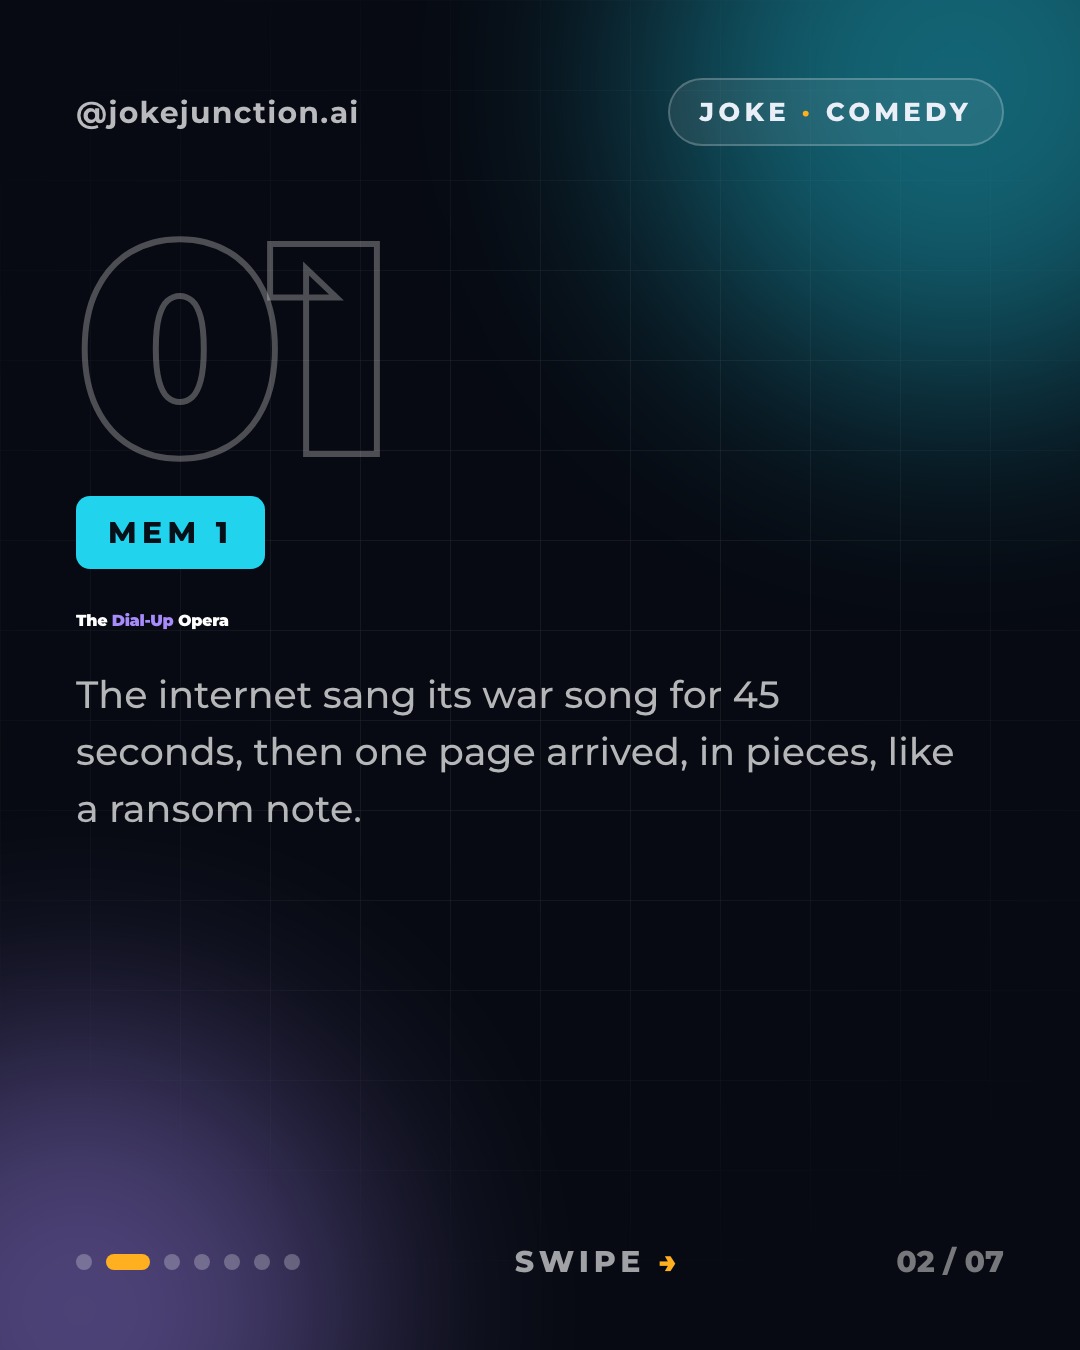 @jokejunction.ai
JOKE • COMEDY
01
MEM 1
The Dial-Up Opera
The internet sang its war song for 45
seconds, then one page arrived, in pieces, like
a ransom note.
SWIPE →
02 / 07